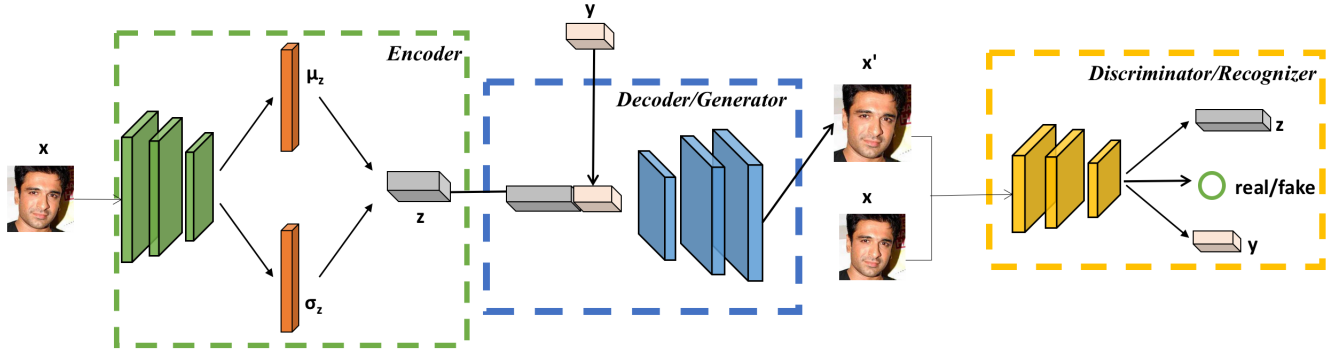 x
Encoder
μz
σz
z
y
Decoder/Generator
x'
x
Discriminator/Recognizer
z
real/fake
y